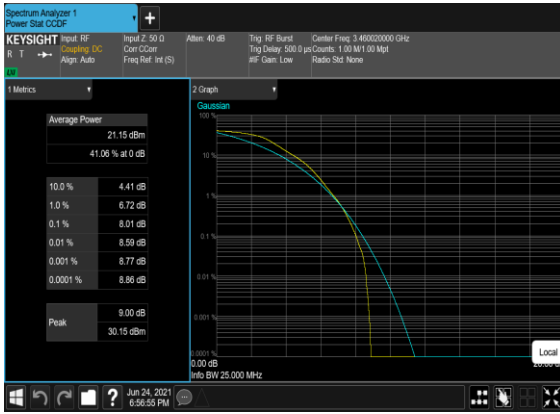 Spectrum Analyzer 1
Power Stat CCDF
+
KEYSIGHT
R T
LXI
Input: RF
Coupling: DC
Align: Auto
Input Z: 50 Ω
Corr CCorr
Freq Ref: Int (S)
Atten: 40 dB
Trig: RF Burst
Trig Delay: 500.0 µs
#IF Gain: Low
Center Freq: 3.460020000 GHz
Counts: 1.00 M/1.00 Mpt
Radio Std: None
1 Metrics
Average Power
21.15 dBm
41.06 % at 0 dB
10.0 % 4.41 dB
1.0 % 6.72 dB
0.1 % 8.01 dB
0.01 % 8.59 dB
0.001 % 8.77 dB
0.0001 % 8.86 dB
Peak
9.00 dB
30.15 dBm
2 Graph
Gaussian
100 %
10 %
1 %
0.1 %
0.01 %
0.001 %
0.0001 %
0.00 dB
Info BW 25.000 MHz
Local
?
Jun 24, 2021
6:56:55 PM